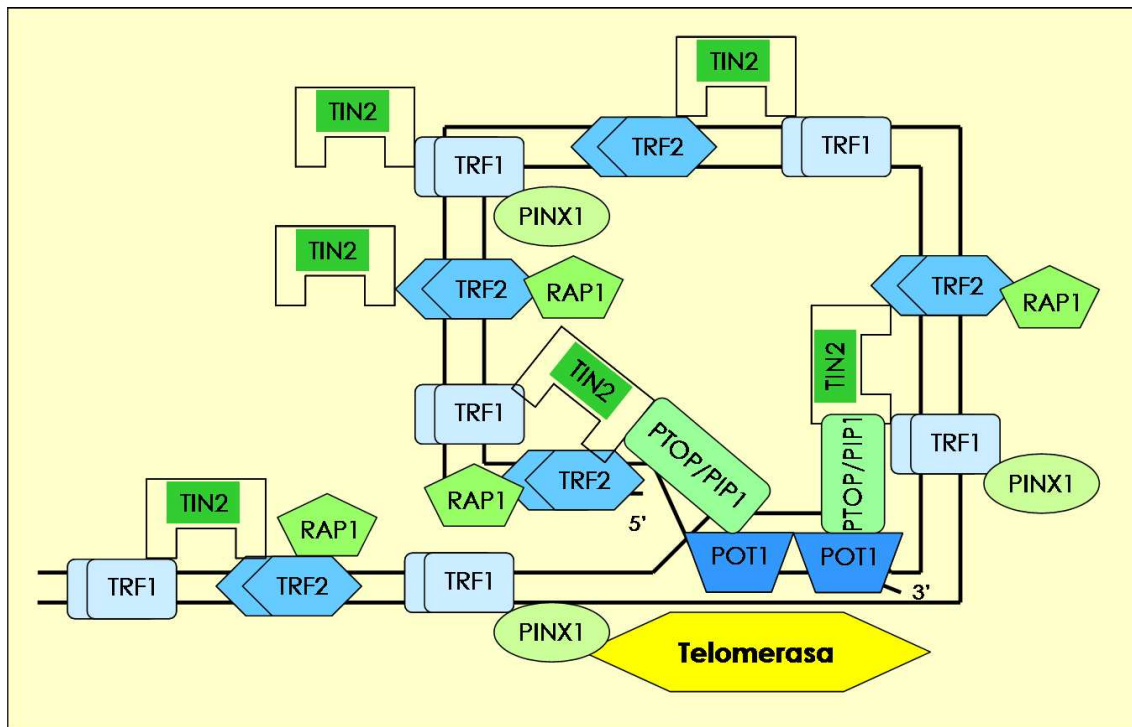 TIN2
TIN2
TRF2
TRF1
TRF1
PINX1
TIN2
TRF2
RAP1
TRF2
RAP1
TIN2
TIN2
TRF1
PTOP/PIP1
PTOP/PIP1
TRF1
RAP1
TRF2
PINX1
TIN2
RAP1
5'
POT1
POT1
TRF1
TRF2
TRF1
3'
PINX1
Telomerasa